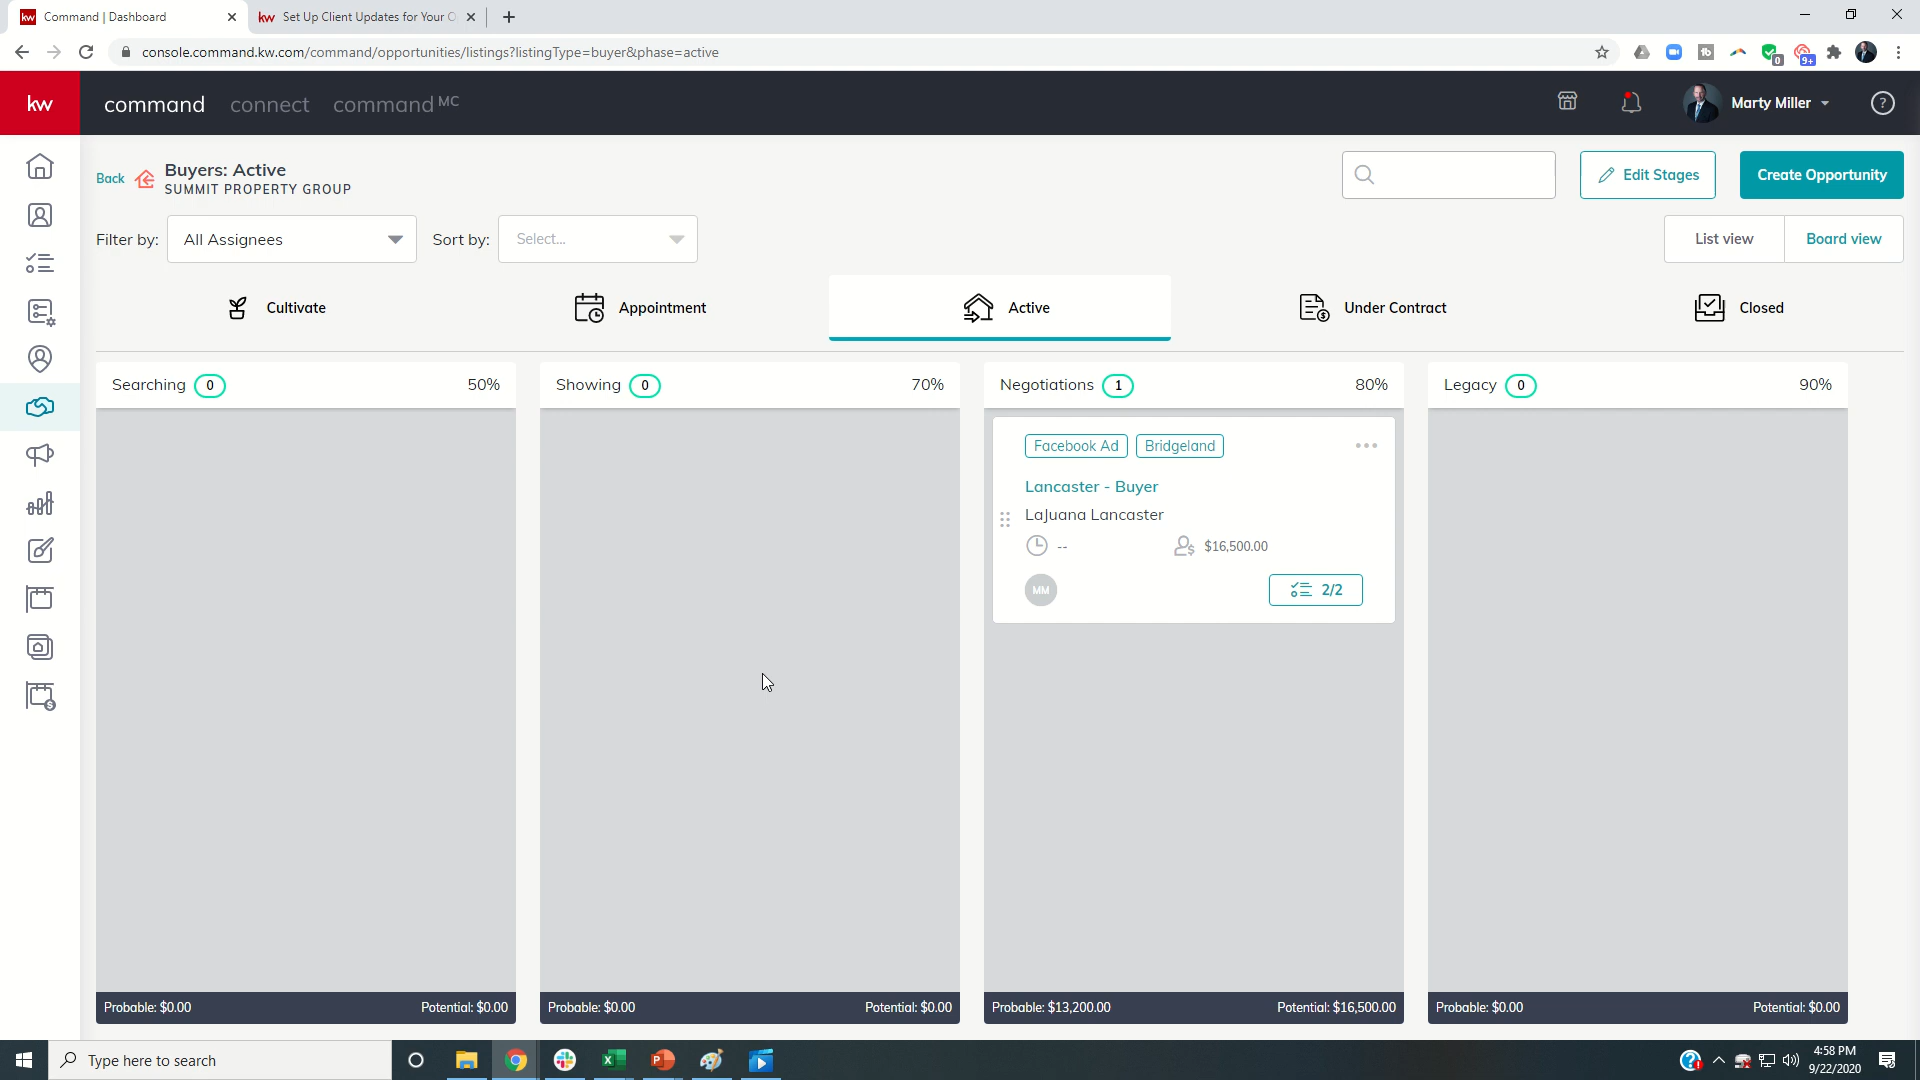 kw Command | Dashboard
kw Set Up Client Updates for Your O
console.command.kw.com/command/opportunities/listings?listingType=buyer&phase=active
tb
0
9+
kw command connect command MC
Marty Miller
?
Back
Buyers: Active
SUMMIT PROPERTY GROUP
Edit Stages
Create Opportunity
Filter by: All Assignees
Sort by: Select...
List view
Board view
Cultivate
Appointment
Active
Under Contract
Closed
Searching 0 50%
Showing 0 70%
Negotiations 1 80%
Legacy 0 90%
Facebook Ad Bridgeland
Lancaster - Buyer
LaJuana Lancaster
-- $16,500.00
MM
2/2
Probable: $0.00 Potential: $0.00
Probable: $0.00 Potential: $0.00
Probable: $13,200.00 Potential: $16,500.00
Probable: $0.00 Potential: $0.00
Type here to search
4:58 PM
9/22/2020